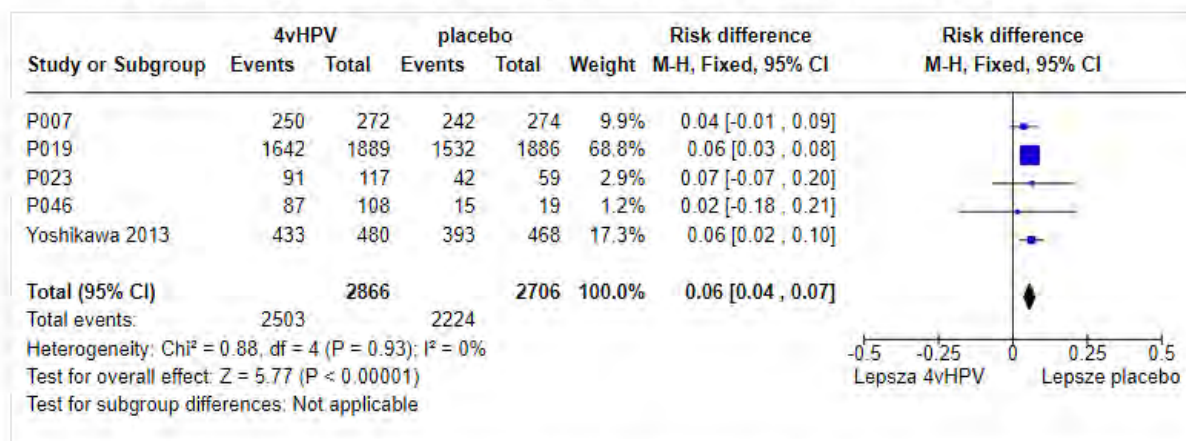 4vHPV placebo Risk difference Risk difference
Study or Subgroup Events Total Events Total Weight M-H, Fixed, 95% CI M-H, Fixed, 95% CI
P007 250 272 242 274 9.9% 0.04 [-0.01 , 0.09]
P019 1642 1889 1532 1886 68.8% 0.06 [0.03 , 0.08]
P023 91 117 42 59 2.9% 0.07 [-0.07 , 0.20]
P046 87 108 15 19 1.2% 0.02 [-0.18 , 0.21]
Yoshikawa 2013 433 480 393 468 17.3% 0.06 [0.02 , 0.10]
Total (95% CI) 2866 2706 100.0% 0.06 [0.04 , 0.07]
Total events: 2503 2224
Heterogeneity: Chi² = 0.88, df = 4 (P = 0.93); I² = 0%
Test for overall effect: Z = 5.77 (P < 0.00001)
Test for subgroup differences: Not applicable
-0.5 -0.25 0 0.25 0.5
Lepsza 4vHPV Lepsze placebo